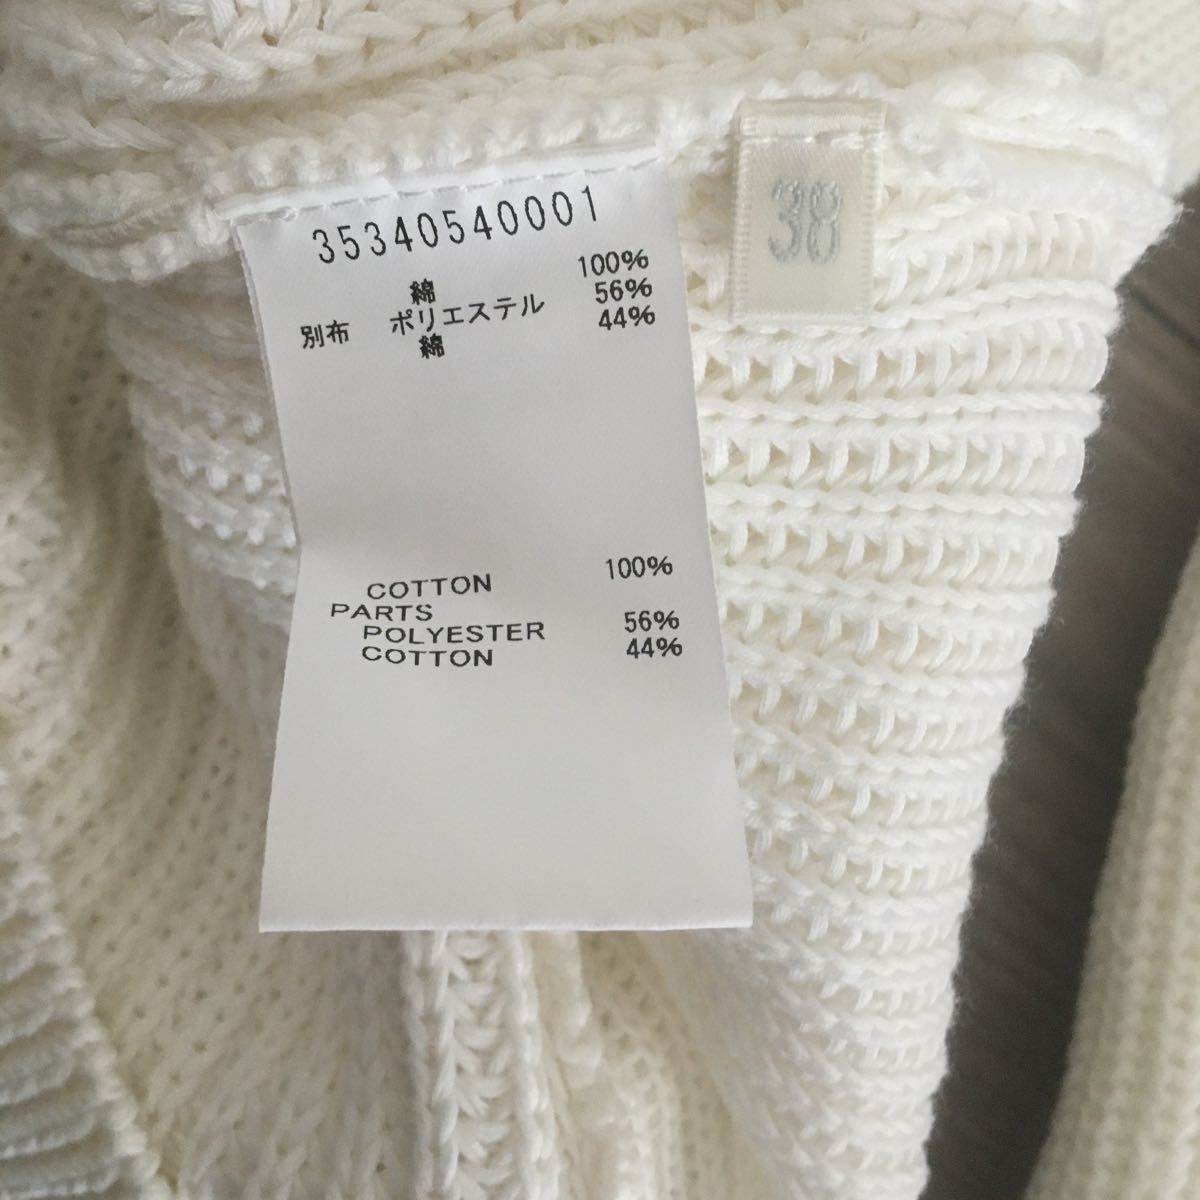 35340540001
38
綿 100%
別布 ポリエステル 56%
綿 44%
COTTON 100%
PARTS
POLYESTER 56%
COTTON 44%